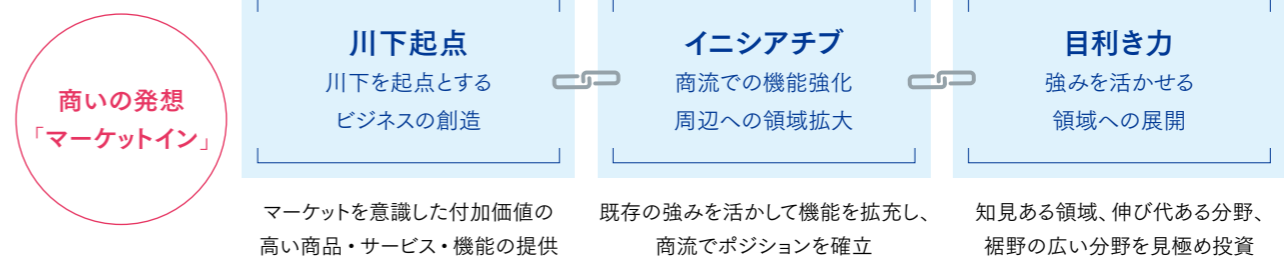 商いの発想
「マーケットイン」
川下起点
川下を起点とする
ビジネスの創造
マーケットを意識した付加価値の
高い商品・サービス・機能の提供
イニシアチブ
商流での機能強化
周辺への領域拡大
既存の強みを活かして機能を拡充し、
商流でポジションを確立
目利き力
強みを活かせる
領域への展開
知見ある領域、伸び代ある分野、
裾野の広い分野を見極め投資